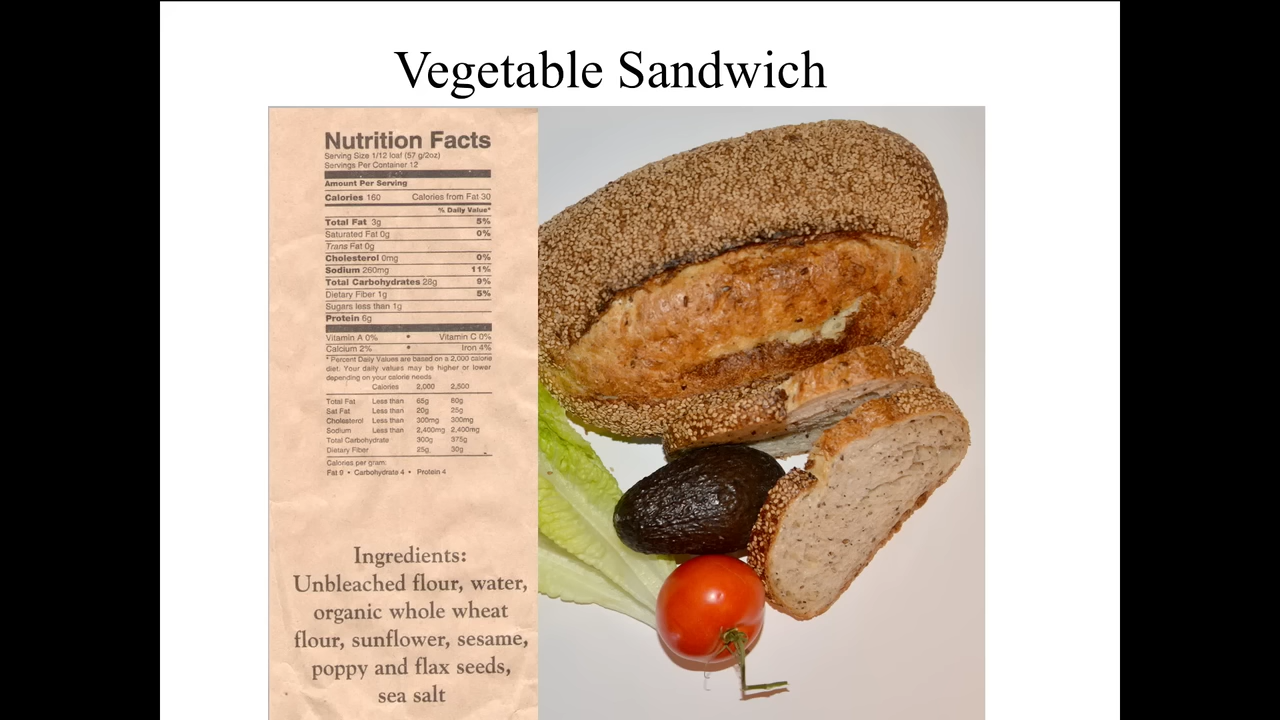 Vegetable Sandwich
Nutrition Facts
Serving Size 1/12 loaf (57 g/2oz)
Servings Per Container 12
Amount Per Serving
Calories 160 Calories from Fat 30
% Daily Value*
Total Fat 3g 5%
Saturated Fat 0g 0%
Trans Fat 0g
Cholesterol 0mg 0%
Sodium 260mg 11%
Total Carbohydrates 28g 9%
Dietary Fiber 1g 5%
Sugars less than 1g
Protein 6g
Vitamin A 0% • Vitamin C 0%
Calcium 2% • Iron 4%
* Percent Daily Values are based on a 2,000 calorie
diet. Your daily values may be higher or lower
depending on your calorie needs.
Calories 2,000 2,500
Total Fat Less than 65g 80g
Sat Fat Less than 20g 25g
Cholesterol Less than 300mg 300mg
Sodium Less than 2,400mg 2,400mg
Total Carbohydrate 300g 375g
Dietary Fiber 25g 30g
Calories per gram:
Fat 9 • Carbohydrate 4 • Protein 4
Ingredients:
Unbleached flour, water,
organic whole wheat
flour, sunflower, sesame,
poppy and flax seeds,
sea salt